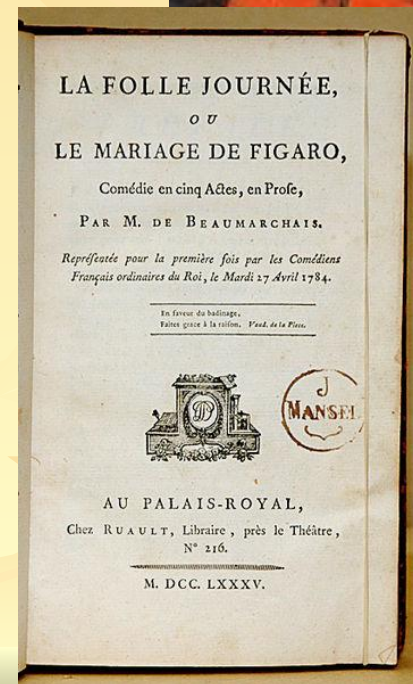 LA FOLLE JOURNÉE,
OU
LE MARIAGE DE FIGARO,
Comédie en cinq Actes, en Prose,
PAR M. DE BEAUMARCHAIS.
Représentée pour la première fois par les Comédiens
Français ordinaires du Roi, le Mardi 27 Avril 1784.
En faveur du badinage,
Faites grace à la raison. Vaud. de la Piece.
J
MANSEL
AU PALAIS-ROYAL,
Chez RUAULT, Libraire, près le Théâtre,
N° 216.
M. DCC. LXXXV.